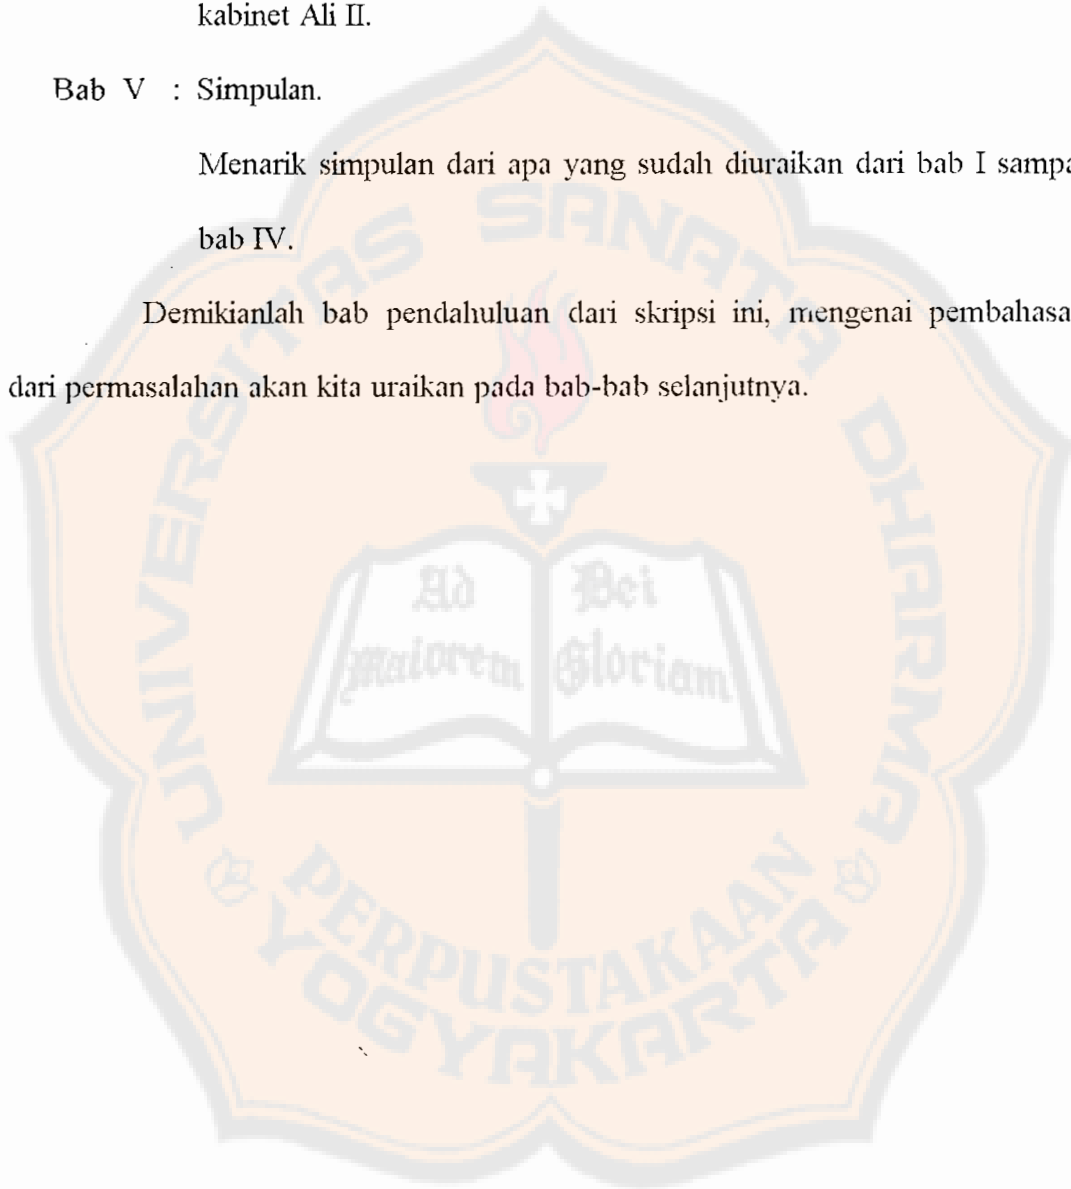 kabinet Ali II.
Bab V : Simpulan.
Menarik simpulan dari apa yang sudah diuraikan dari bab I sampa
bab IV.
Demikianlah bab pendahuluan dari skripsi ini, mengenai pembahasa
dari permasalahan akan kita uraikan pada bab-bab selanjutnya.
UNIVERSITAS SANATA DHARMA
Ad Dei
maiorem Gloriam
PERPUSTAKAAN
YOGYAKARTA